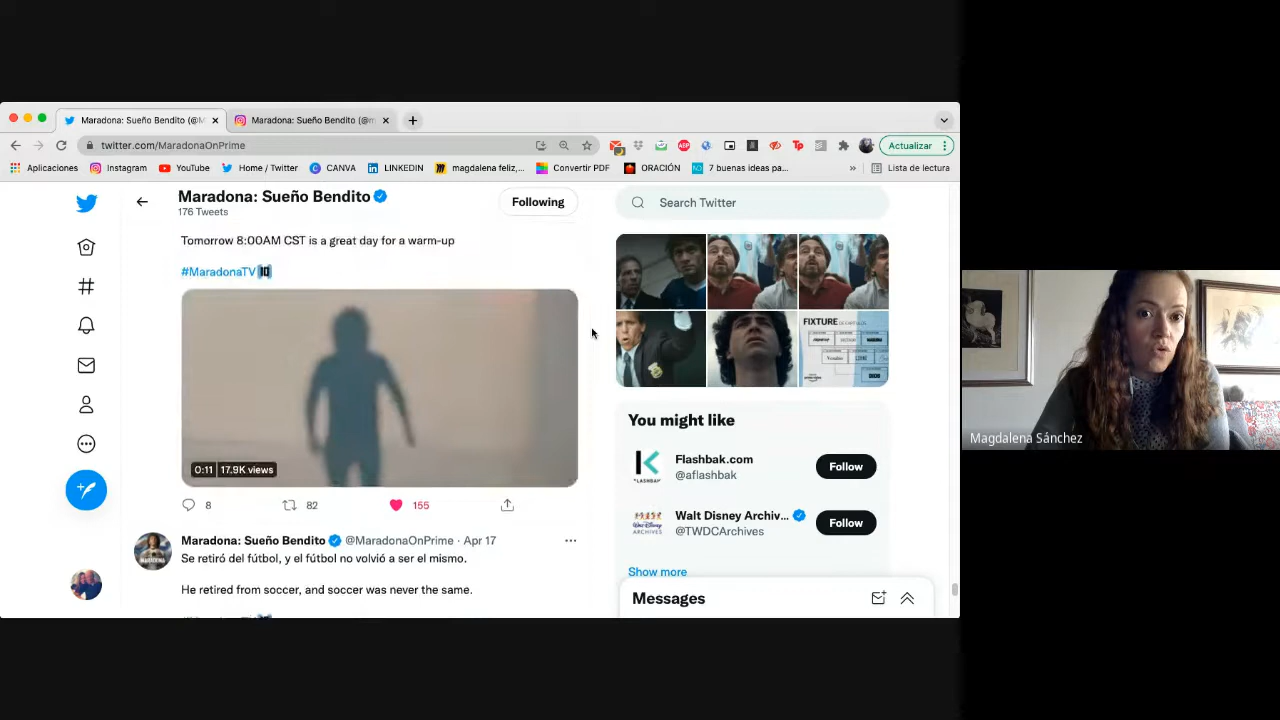 Maradona: Sueño Bendito (@M
Maradona: Sueño Bendito (@m
twitter.com/MaradonaOnPrime
Actualizar
Aplicaciones
Instagram
YouTube
Home / Twitter
CANVA
LINKEDIN
magdalena feliz,...
Convertir PDF
ORACIÓN
7 buenas ideas pa...
»
Lista de lectura
Maradona: Sueño Bendito
176 Tweets
Following
Search Twitter
Tomorrow 8:00AM CST is a great day for a warm-up
#MaradonaTV
0:11 17.9K views
8 82 155
Maradona: Sueño Bendito @MaradonaOnPrime · Apr 17
Se retiró del fútbol, y el fútbol no volvió a ser el mismo.
He retired from soccer, and soccer was never the same.
FIXTURE
You might like
Flashbak.com
@aflashbak
Follow
Walt Disney Archiv...
@TWDCArchives
Follow
Show more
Messages
Magdalena Sánchez